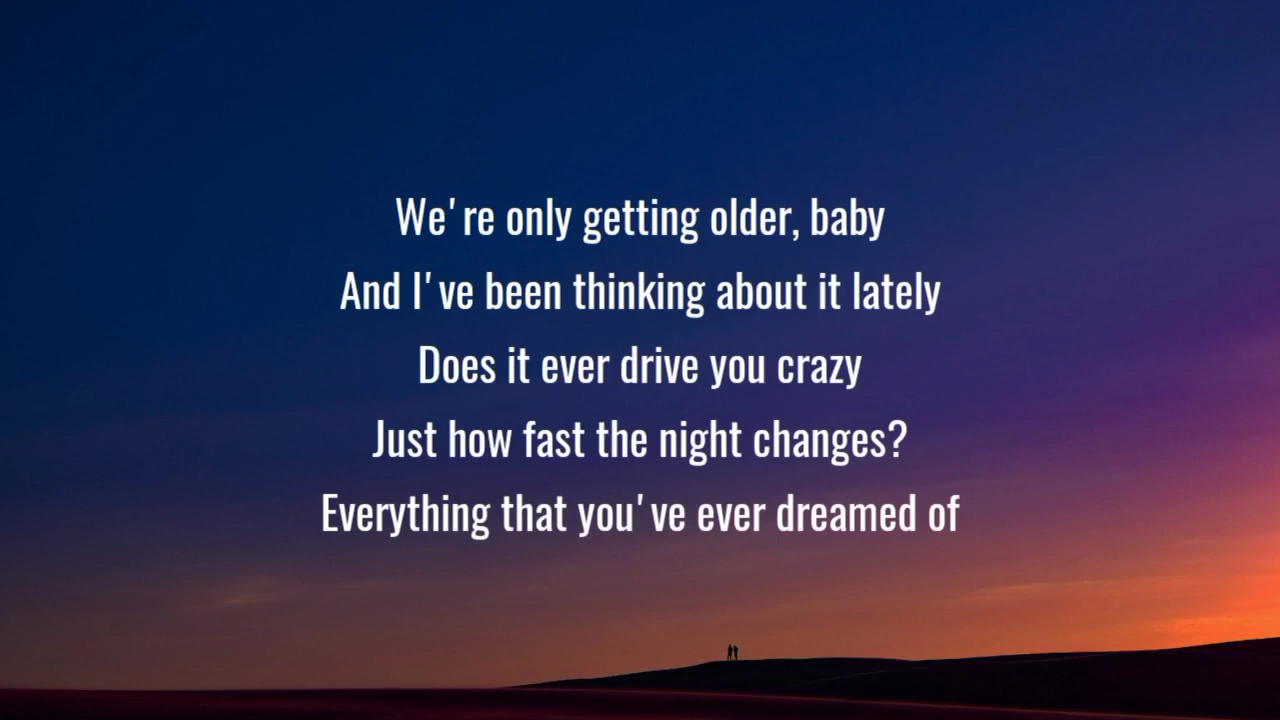 We're only getting older, baby
And I've been thinking about it lately
Does it ever drive you crazy
Just how fast the night changes?
Everything that you've ever dreamed of